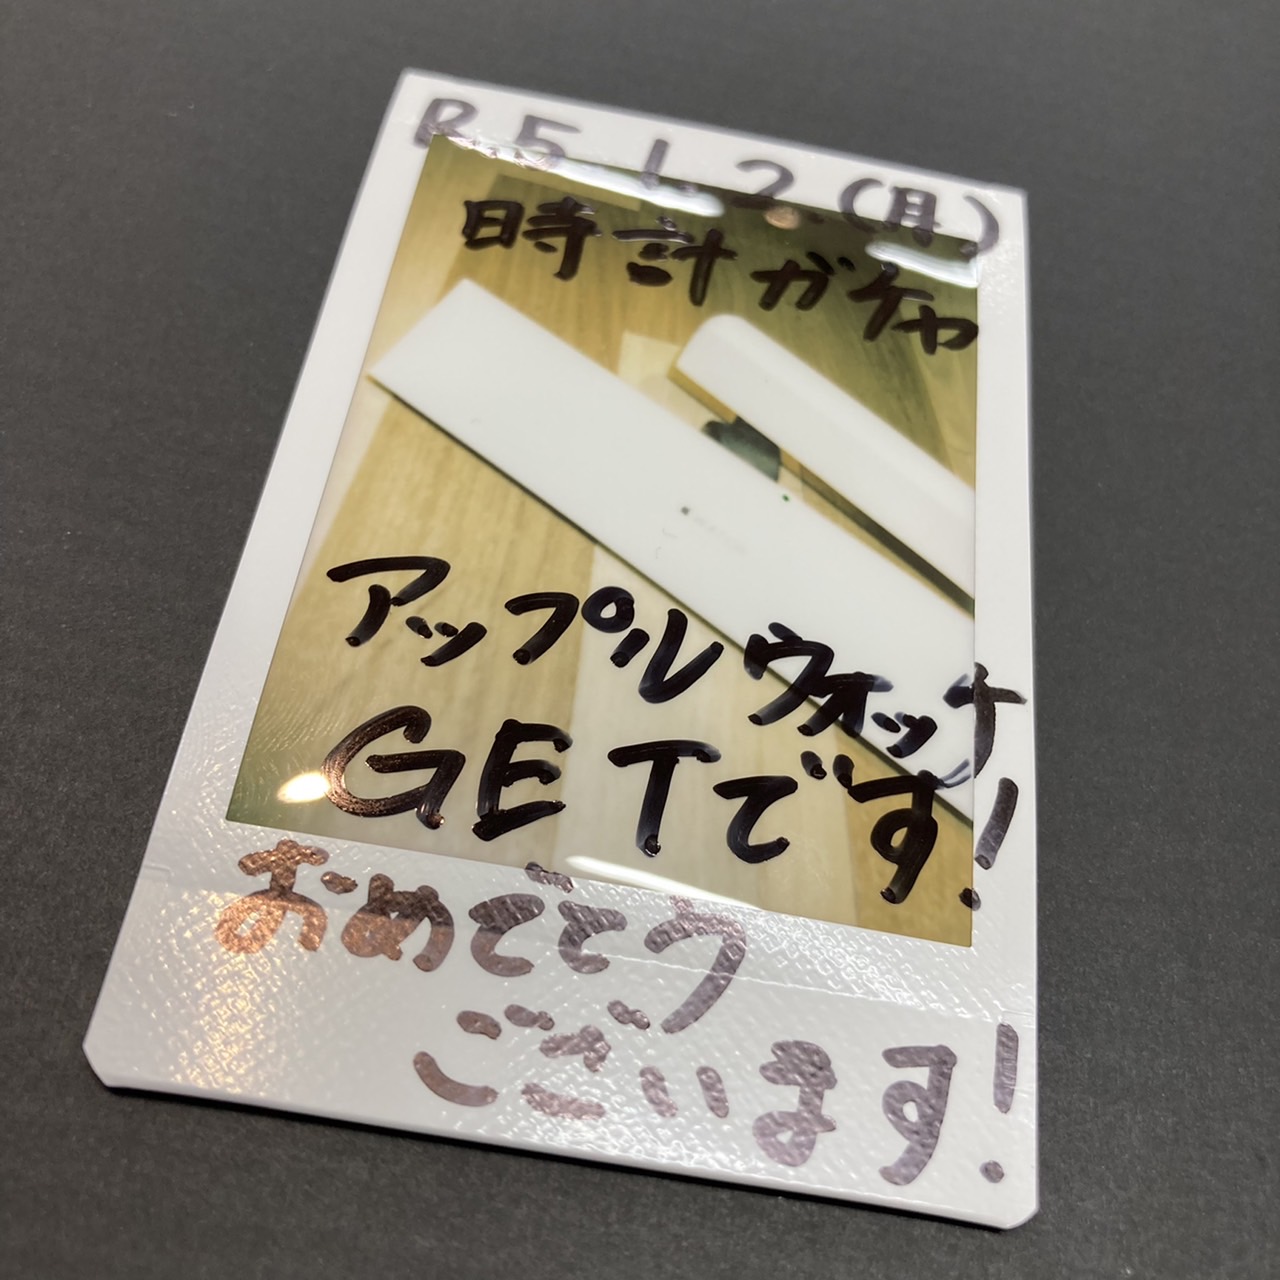 R.5.1.2.(月)
時計ガチャ
アップルウォッチ
GETです!
おめでとう
ございます!